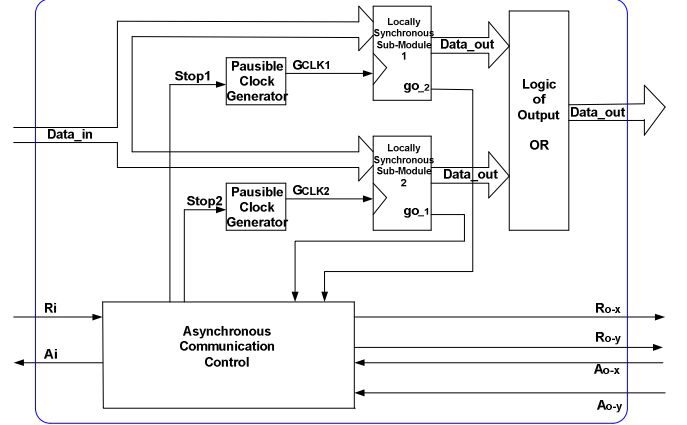 Locally
Synchronous
Sub-Module
1
Data_out
Stop1
Pausible
Clock
Generator
GCLK1
go_2
Logic
of
Output
OR
Data_out
Data_in
Locally
Synchronous
Sub-Module
2
Data_out
Stop2
Pausible
Clock
Generator
GCLK2
go_1
Ri
Ai
Asynchronous
Communication
Control
Ro-x
Ro-y
Ao-x
Ao-y